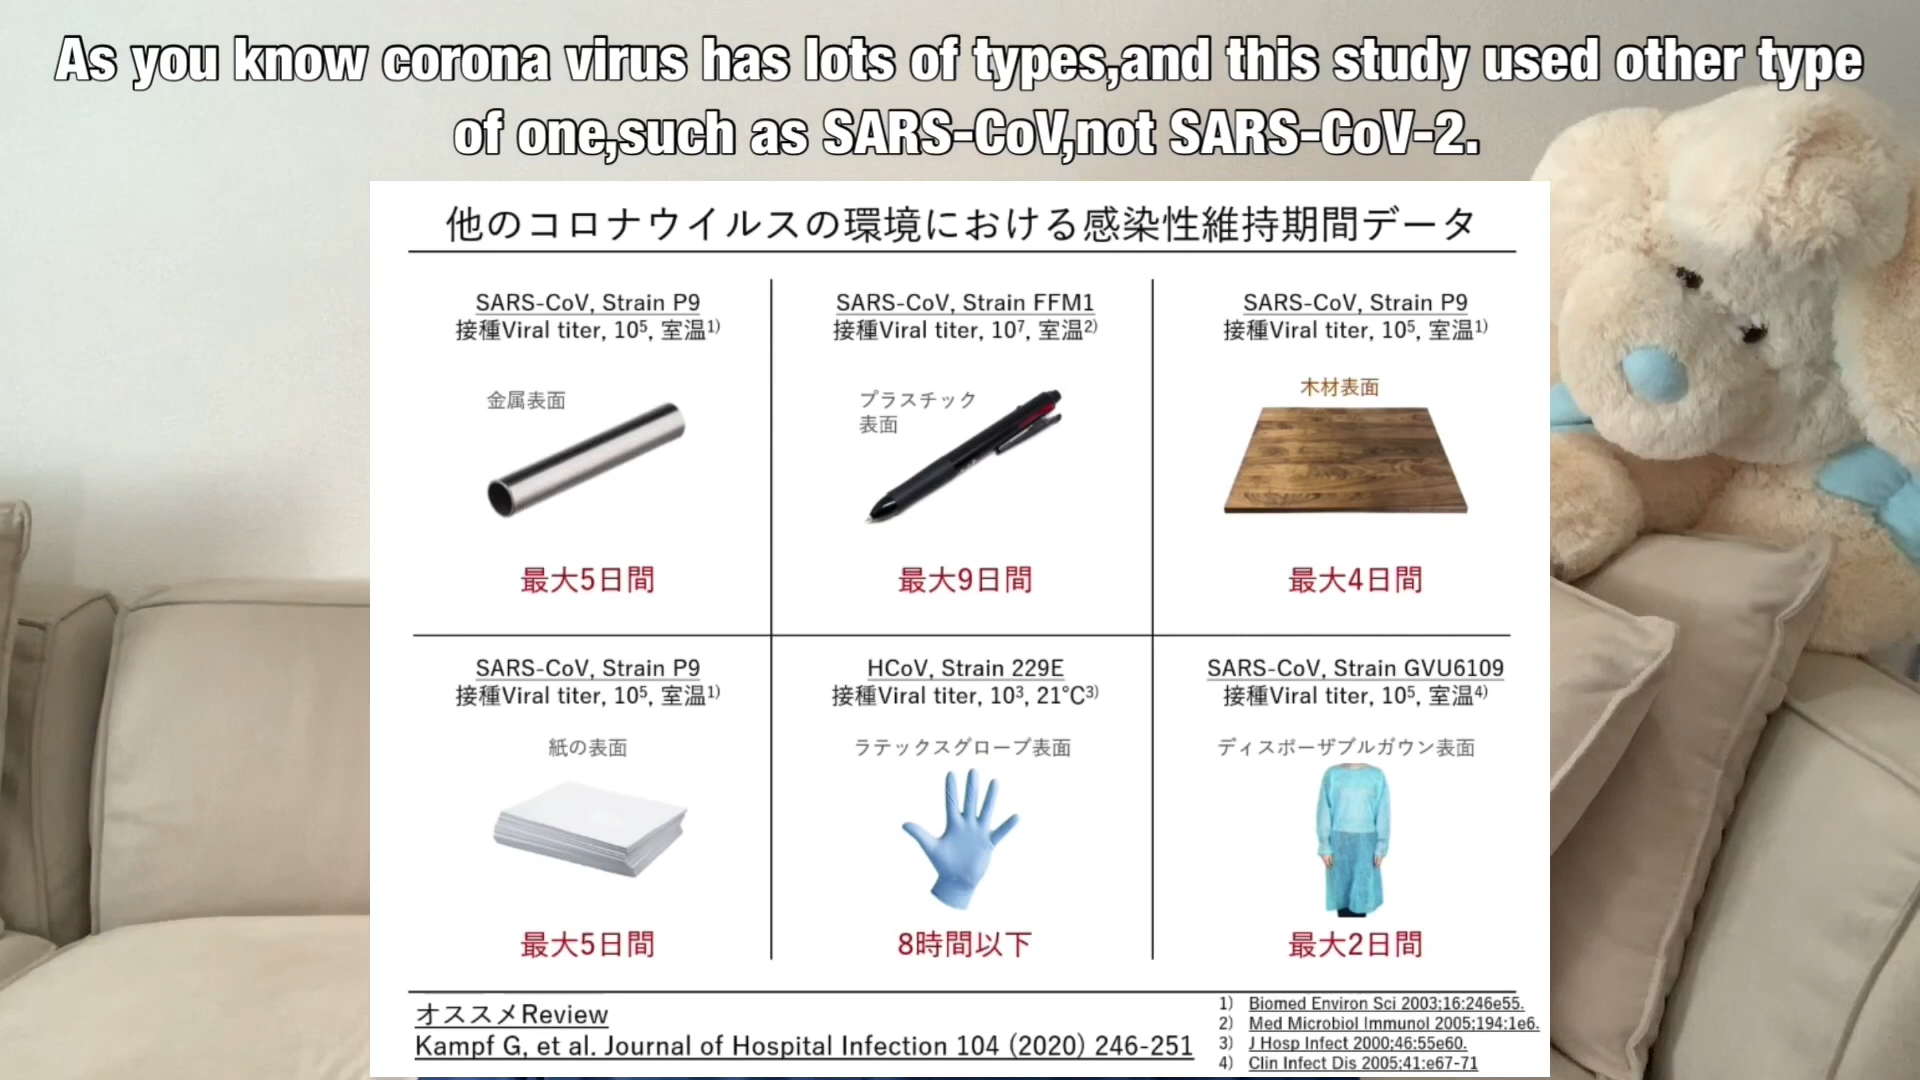 As you know corona virus has lots of types,and this study used other type
of one,such as SARS-CoV,not SARS-CoV-2.
他のコロナウイルスの環境における感染性維持期間データ
SARS-CoV, Strain P9
接種Viral titer, 10⁵, 室温¹⁾
金属表面
最大5日間
SARS-CoV, Strain FFM1
接種Viral titer, 10⁷, 室温²⁾
プラスチック
表面
最大9日間
SARS-CoV, Strain P9
接種Viral titer, 10⁵, 室温¹⁾
木材表面
最大4日間
SARS-CoV, Strain P9
接種Viral titer, 10⁵, 室温¹⁾
紙の表面
最大5日間
HCoV, Strain 229E
接種Viral titer, 10³, 21℃³⁾
ラテックスグローブ表面
8時間以下
SARS-CoV, Strain GVU6109
接種Viral titer, 10⁵, 室温⁴⁾
ディスポーザブルガウン表面
最大2日間
オススメReview
Kampf G, et al. Journal of Hospital Infection 104 (2020) 246-251
1) Biomed Environ Sci 2003;16:246e55.
2) Med Microbiol Immunol 2005;194:1e6.
3) J Hosp Infect 2000;46:55e60.
4) Clin Infect Dis 2005;41:e67-71